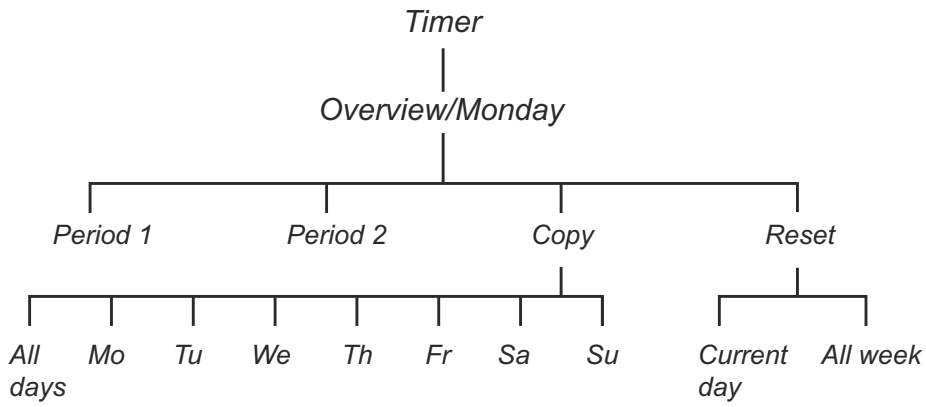 Timer
Overview/Monday
Period 1 Period 2 Copy Reset
All Mo Tu We Th Fr Sa Su Current All week
days day